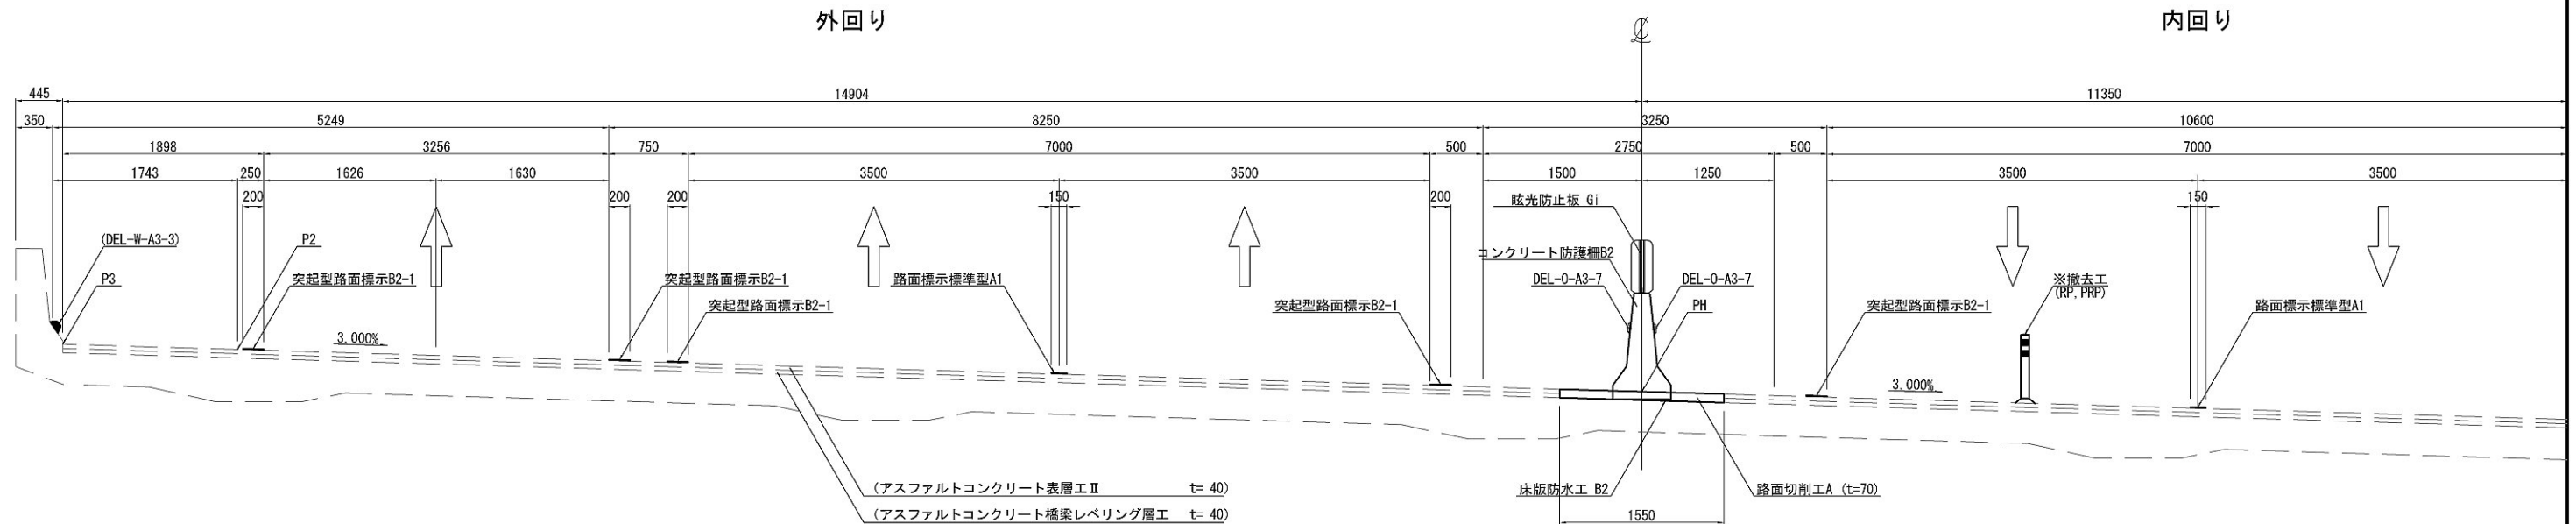 外回り
内回り
℄
445
14904
11350
350
5249
8250
3250
10600
1898
3256
750
7000
500
2750
500
7000
1743
250
1626
1630
3500
3500
1500
1250
3500
3500
200
200
200
150
200
150
眩光防止板 Gi
(DEL-W-A3-3)
P2
コンクリート防護柵B2
P3
突起型路面標示B2-1
突起型路面標示B2-1
路面標示標準型A1
DEL-O-A3-7
DEL-O-A3-7
※撤去工
(RP,PRP)
突起型路面標示B2-1
突起型路面標示B2-1
PH
突起型路面標示B2-1
路面標示標準型A1
3.000%
3.000%
(アスファルトコンクリート表層工Ⅱ t= 40)
床版防水工 B2
路面切削工A (t=70)
(アスファルトコンクリート橋梁レベリング層工 t= 40)
1550